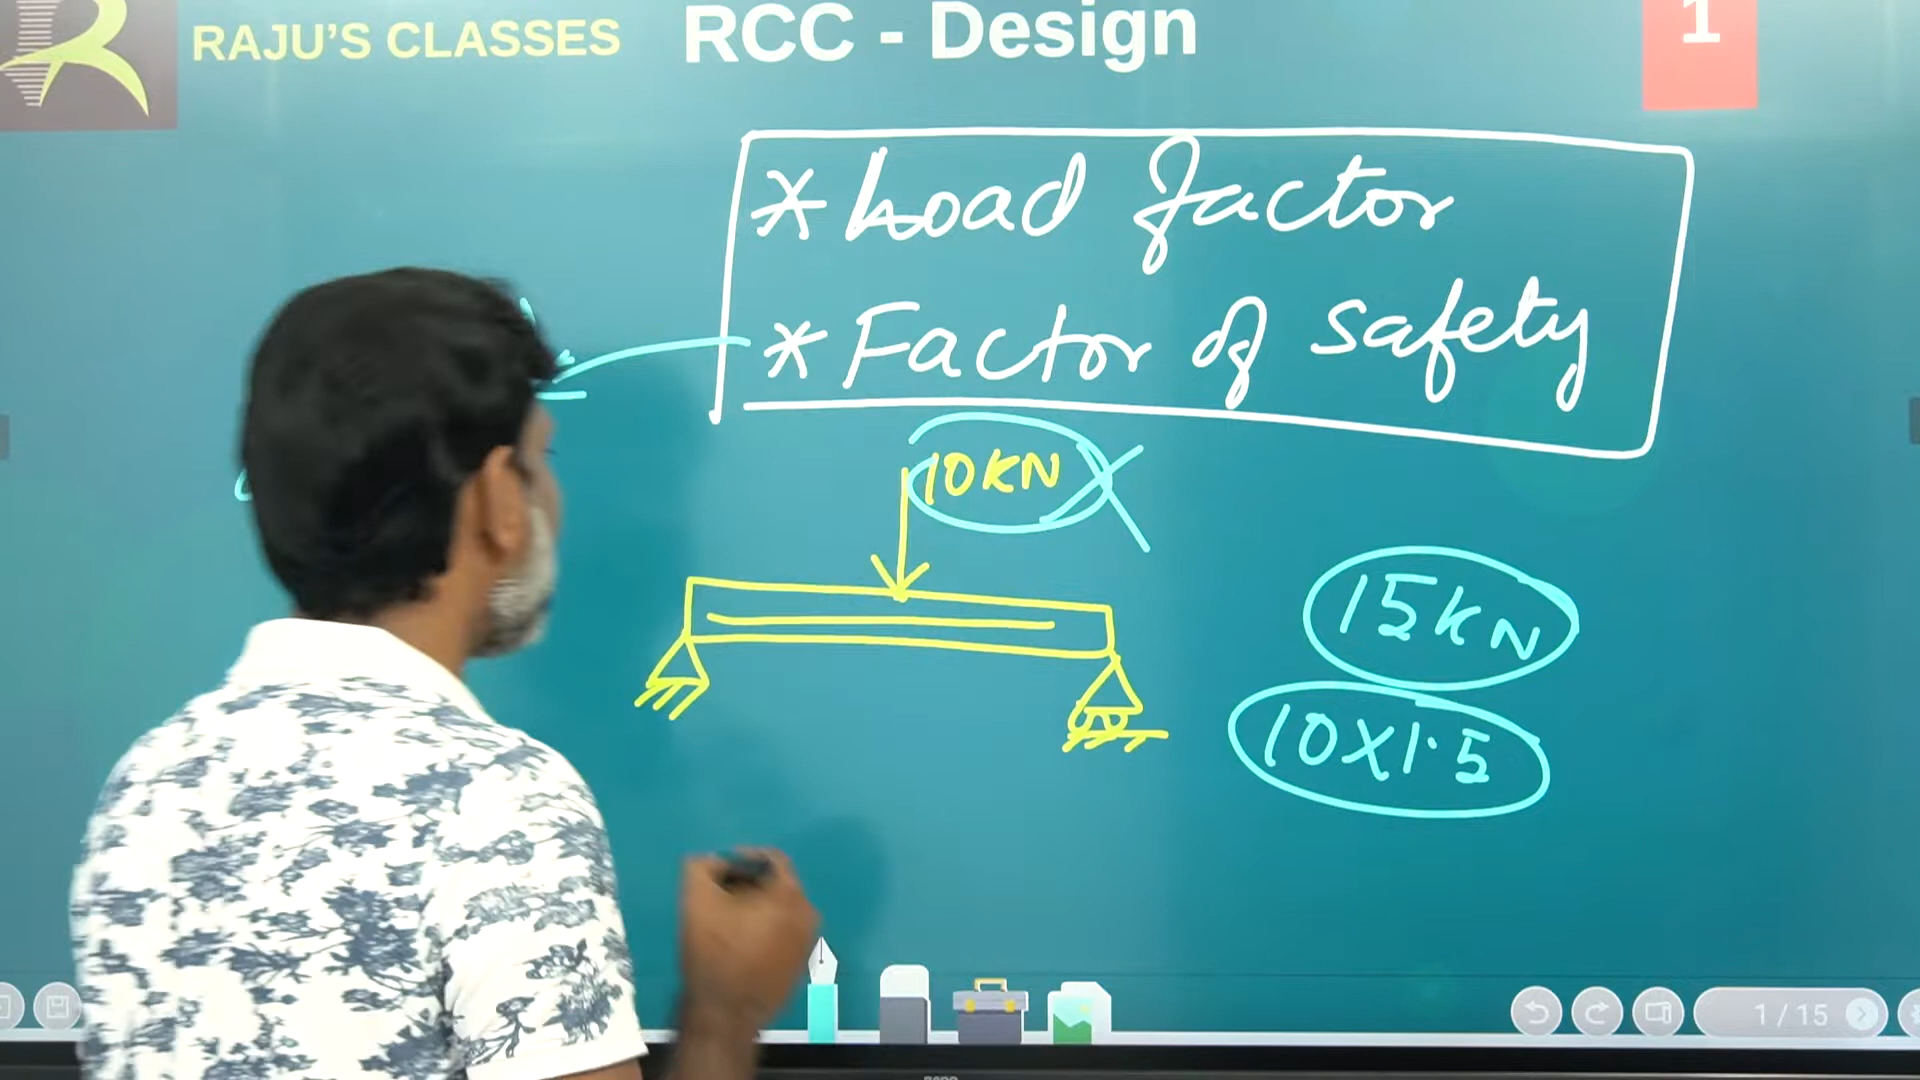 RAJU'S CLASSES
RCC - Design
1
* Load factor
* Factor of safety
10KN
15KN
10X1.5
1 / 15